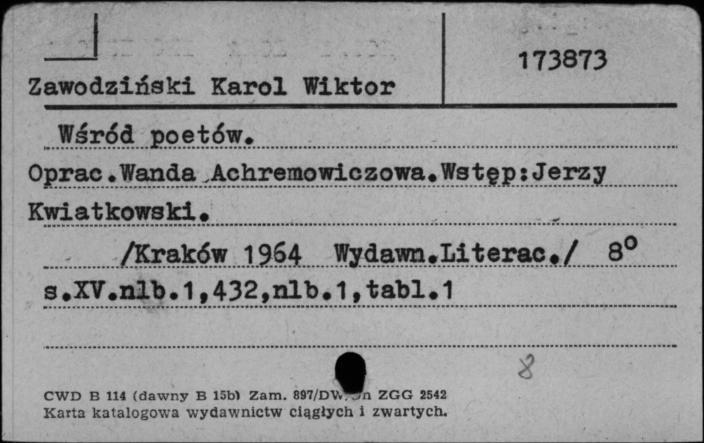 173873
Zawodziński Karol Wiktor
Wśród poetów.
Oprac.Wanda Achremowiczowa.Wstęp:Jerzy
Kwiatkowski.
/Kraków 1964 Wydawn.Literac./ 8°
s.XV.nlb.1,432,nlb.1,tabl.1
8
CWD B 114 (dawny B 15b) Zam. 897/DW ZGG 2542
Karta katalogowa wydawnictw ciągłych i zwartych.